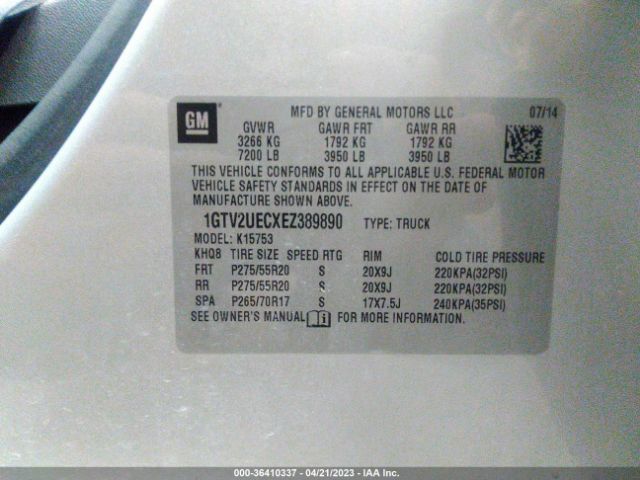 GM
MFD BY GENERAL MOTORS LLC 07/14
GVWR GAWR FRT GAWR RR
3266 KG 1792 KG 1792 KG
7200 LB 3950 LB 3950 LB
THIS VEHICLE CONFORMS TO ALL APPLICABLE U.S. FEDERAL MOTOR
VEHICLE SAFETY STANDARDS IN EFFECT ON THE DATE OF
MANUFACTURE SHOWN ABOVE.
1GTV2UECXEZ389890 TYPE: TRUCK
MODEL: K15753
KHQ8 TIRE SIZE SPEED RTG RIM COLD TIRE PRESSURE
FRT P275/55R20 S 20X9J 220KPA(32PSI)
RR P275/55R20 S 20X9J 220KPA(32PSI)
SPA P265/70R17 S 17X7.5J 240KPA(35PSI)
SEE OWNER'S MANUAL FOR MORE INFORMATION.
000-36410337 - 04/21/2023 - IAA Inc.